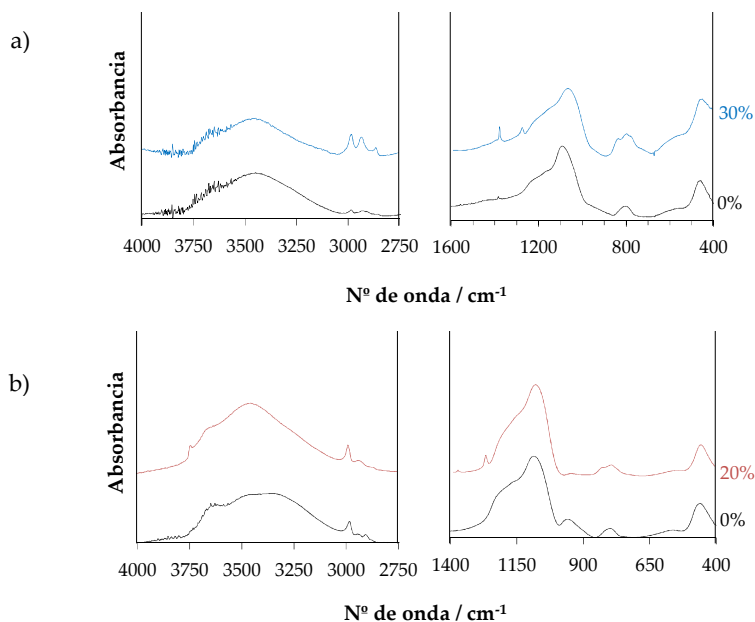 a)
Absorbancia
30%
0%
4000 3750 3500 3250 3000 2750
1600 1200 800 400
Nº de onda / cm-1
b)
Absorbancia
20%
0%
4000 3750 3500 3250 3000 2750
1400 1150 900 650 400
Nº de onda / cm-1